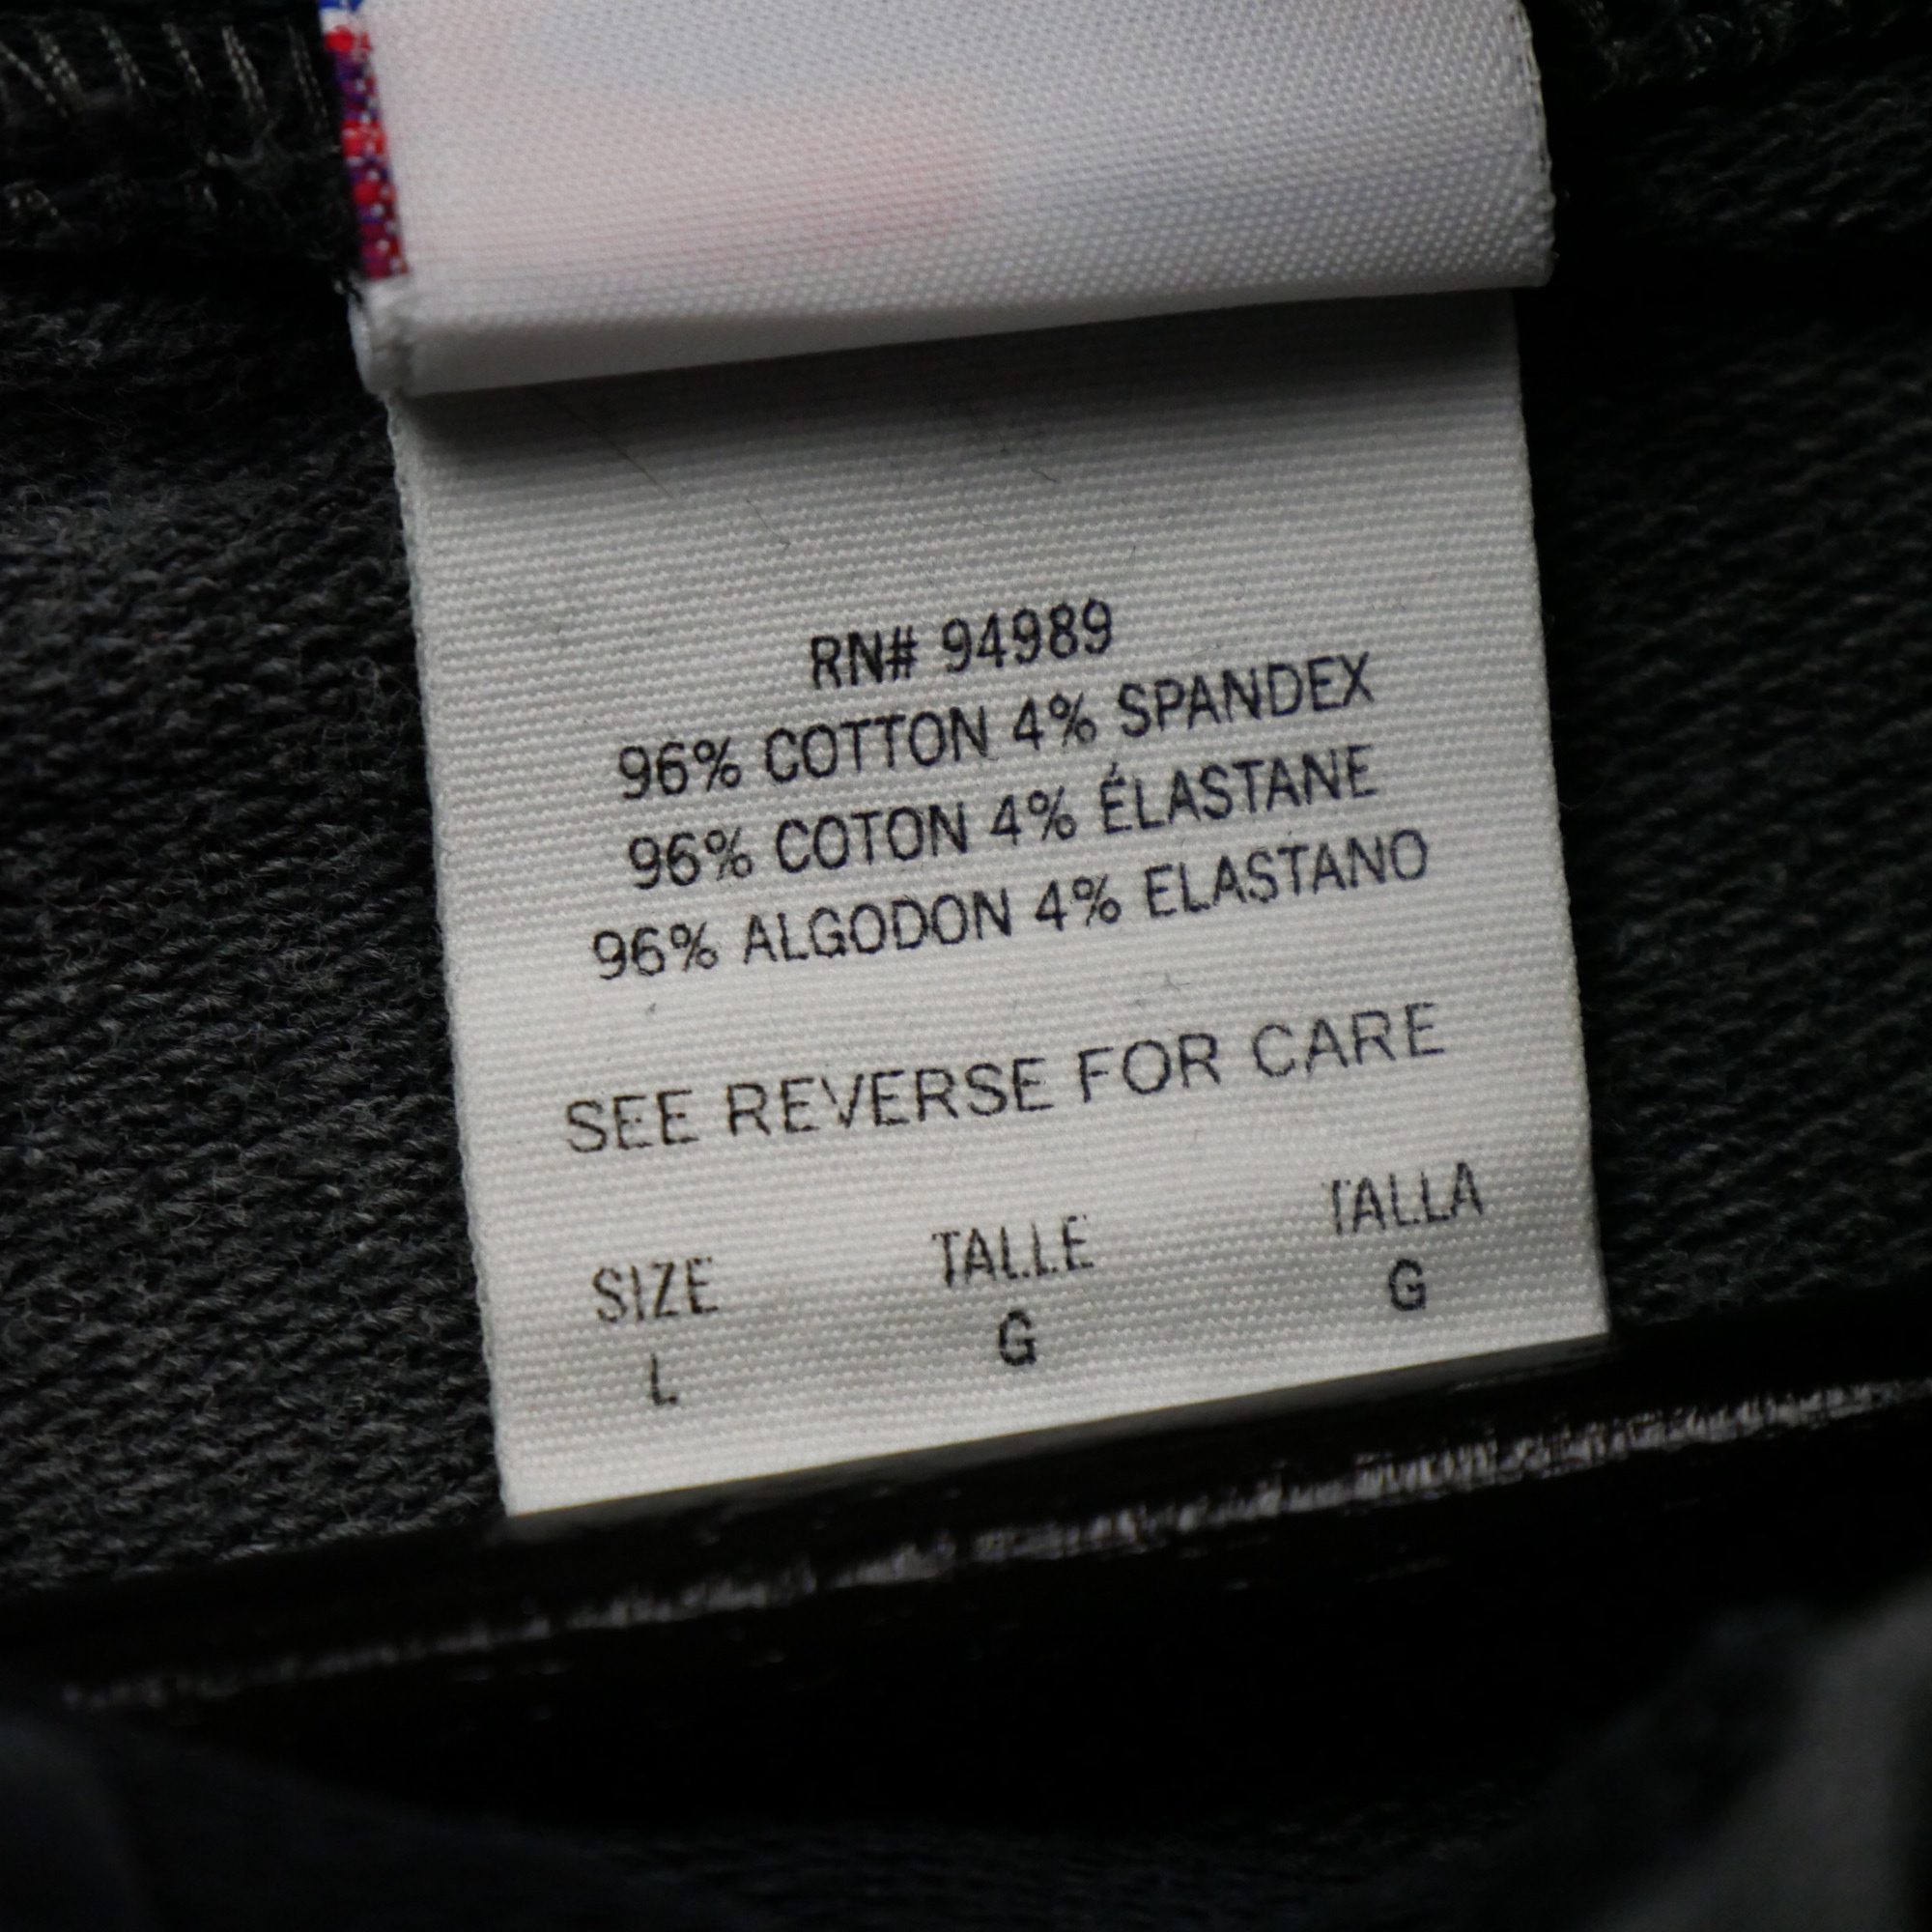 RN# 94989
96% COTTON 4% SPANDEX
96% COTON 4% ÉLASTANE
96% ALGODON 4% ELASTANO
SEE REVERSE FOR CARE
SIZE TALLE TALLA
L G G